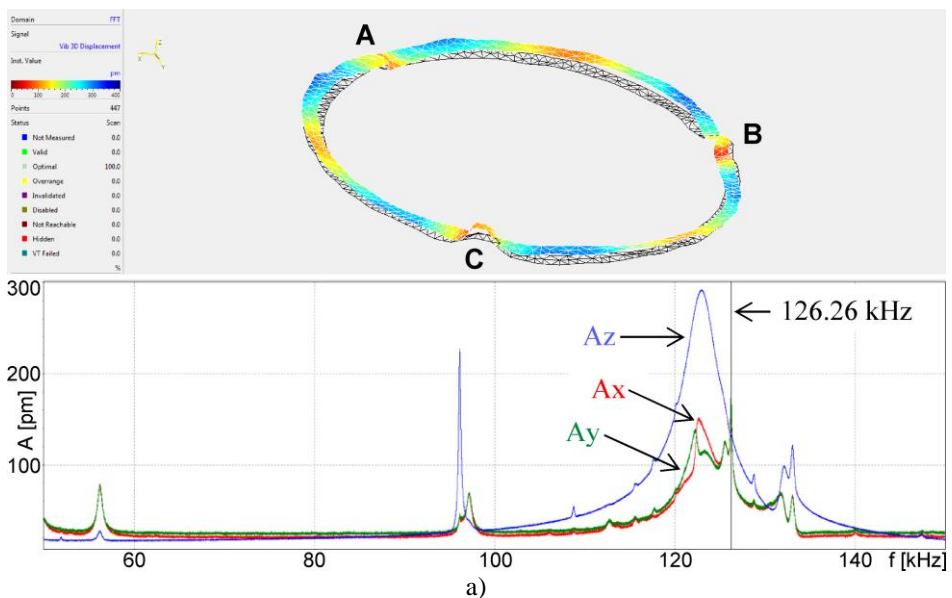 Domain FFT
Signal
Vib 3D Displacement
Inst. Value
pm
0 100 200 300 400
Points 447
Status Scan
Not Measured 0.0
Valid 0.0
Optimal 100.0
Overrange 0.0
Invalidated 0.0
Disabled 0.0
Not Reachable 0.0
Hidden 0.0
VT Failed 0.0
%
Z
X
Y
A
B
C
300
126.26 kHz
Az
200
Ax
A [pm]
Ay
100
60 80 100 120 140 f [kHz]
a)